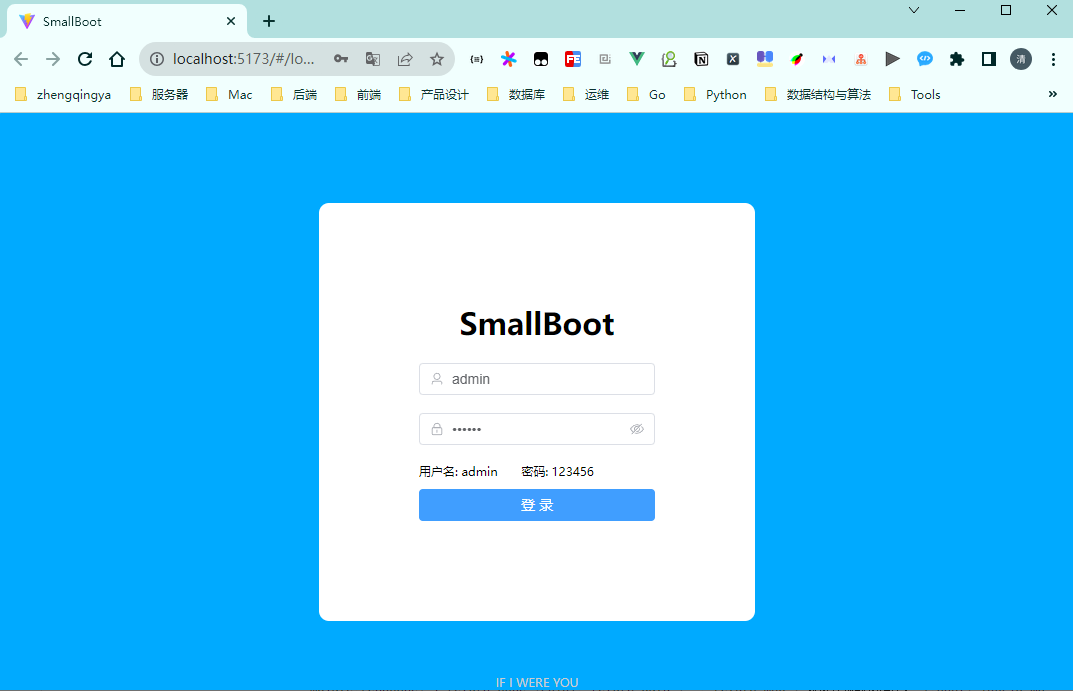 SmallBoot
localhost:5173/#/lo...
FE
清
zhengqingya 服务器 Mac 后端 前端 产品设计 数据库 运维 Go Python 数据结构与算法 Tools »
SmallBoot
admin
••••••
用户名: admin 密码: 123456
登 录
IF I WERE YOU